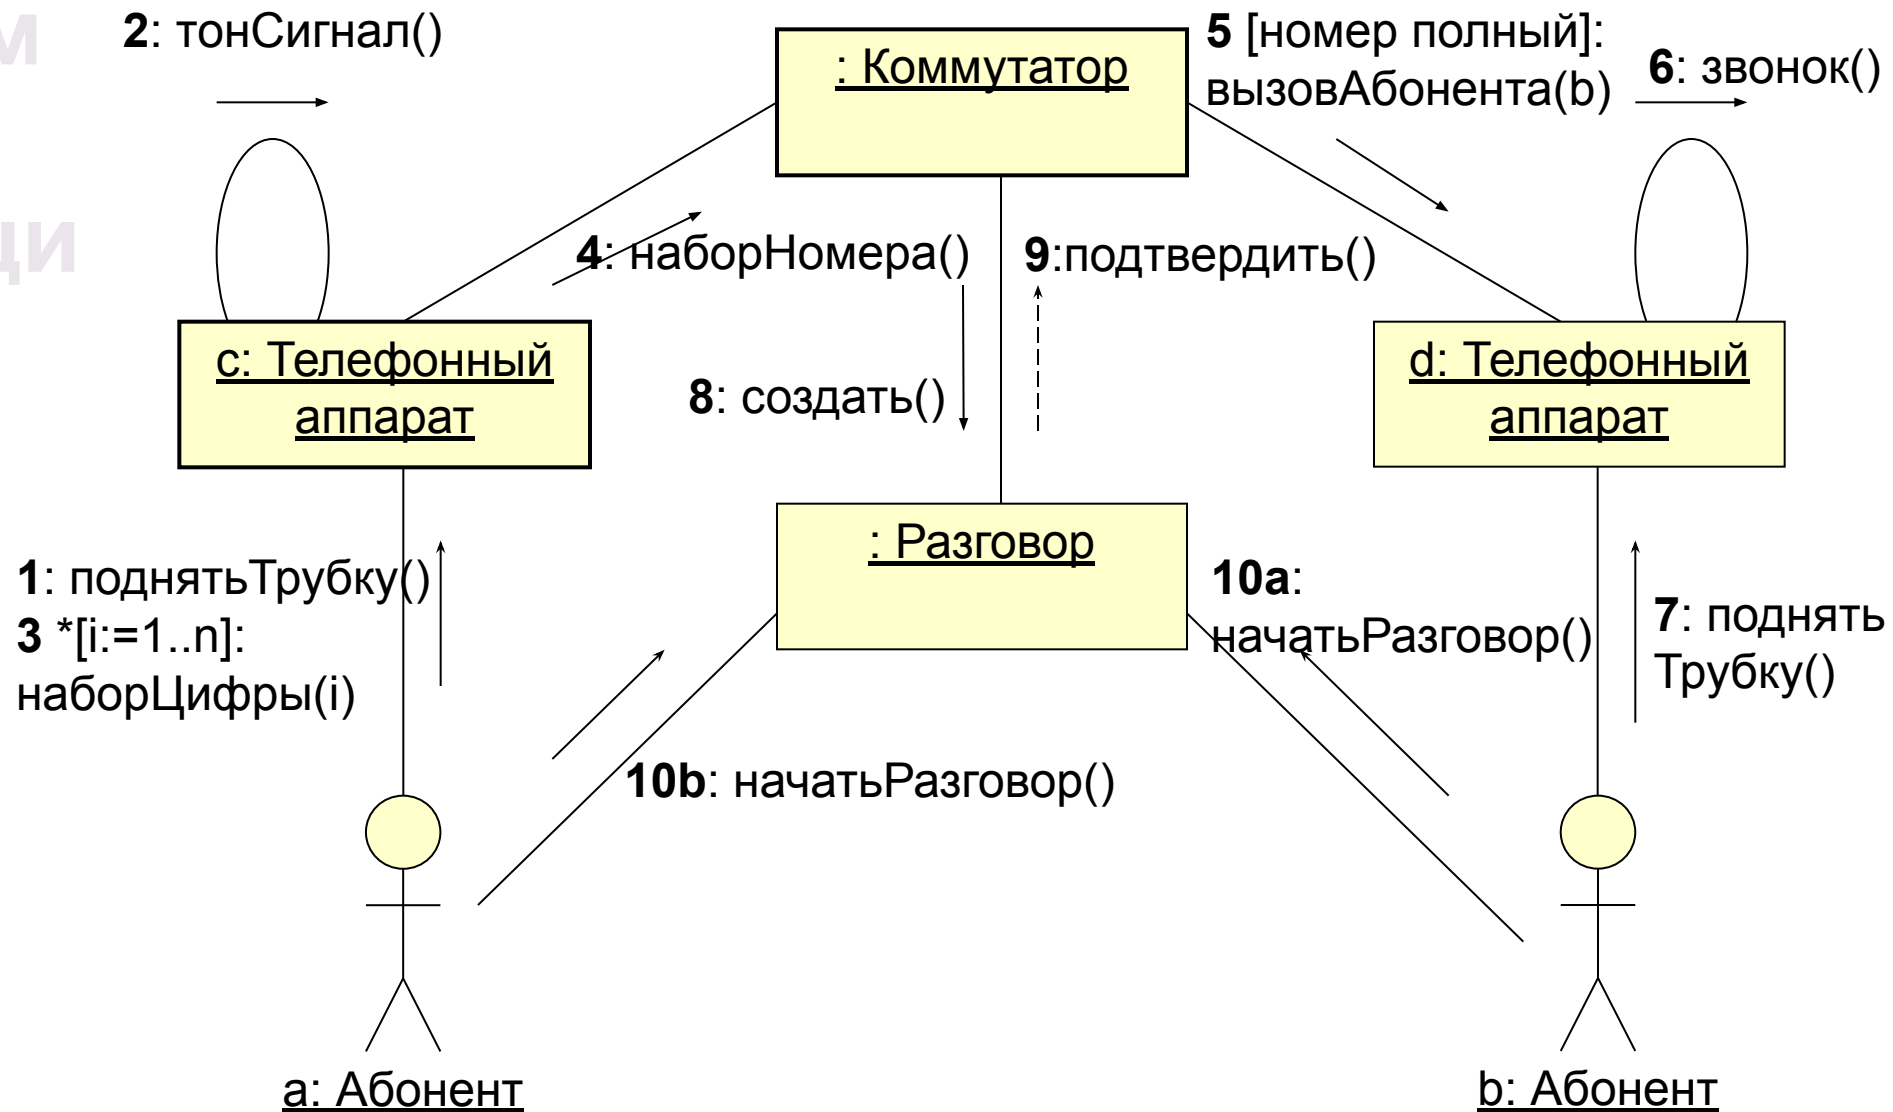 м
щи
2: тонСигнал()
: Коммутатор
5 [номер полный]:
вызовАбонента(b)
6: звонок()
4: наборНомера()
9:подтвердить()
c: Телефонный
аппарат
8: создать()
d: Телефонный
аппарат
1: поднятьТрубку()
3 *[i:=1..n]:
наборЦифры(i)
: Разговор
10a:
начатьРазговор()
7: поднять
Трубку()
10b: начатьРазговор()
a: Абонент
b: Абонент